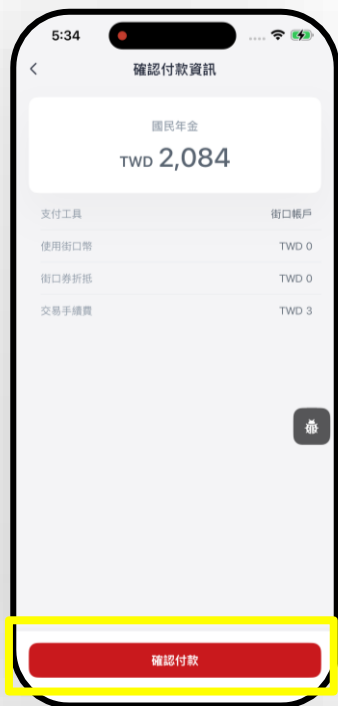 5:34
確認付款資訊
國民年金
TWD 2,084
支付工具 街口帳戶
使用街口幣 TWD 0
街口券折抵 TWD 0
交易手續費 TWD 3
確認付款